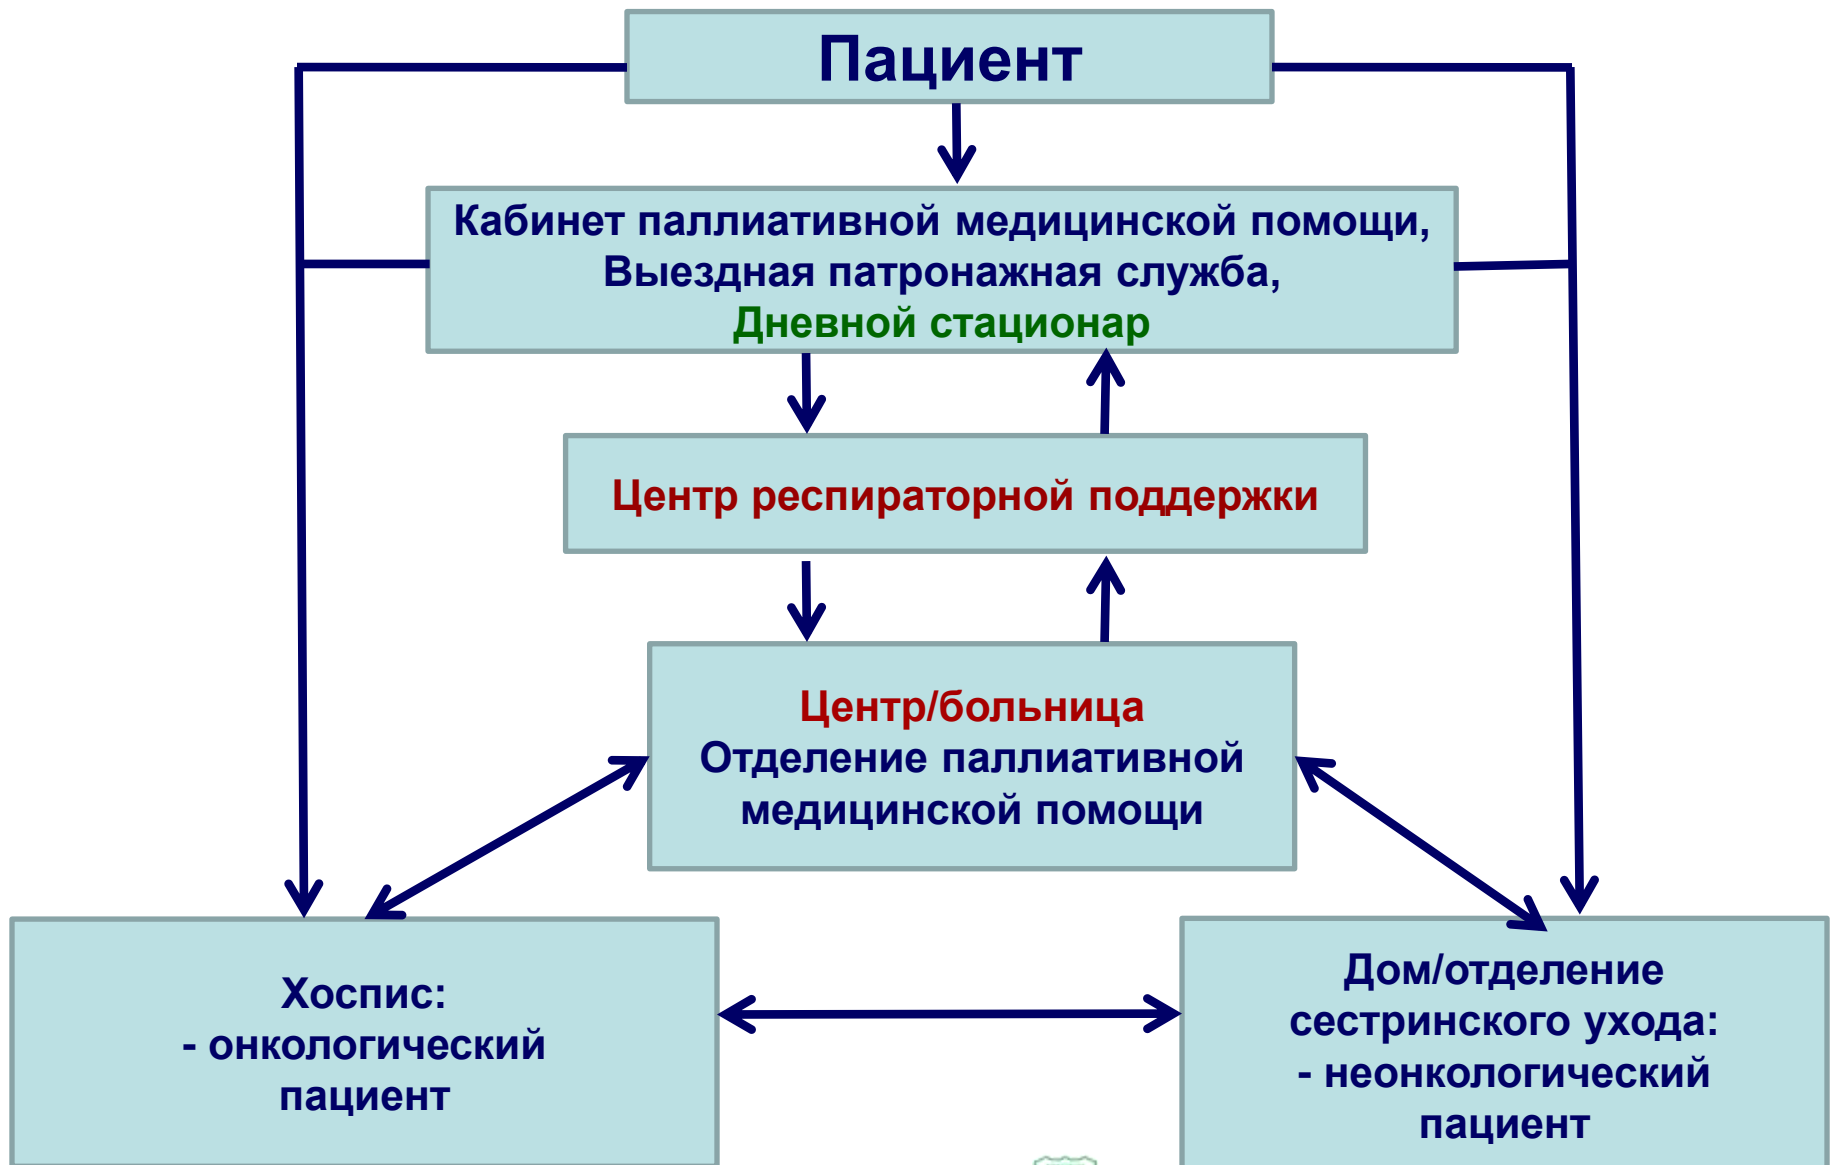 Пациент
Кабинет паллиативной медицинской помощи,
Выездная патронажная служба,
Дневной стационар
Центр респираторной поддержки
Центр/больница
Отделение паллиативной
медицинской помощи
Хоспис:
- онкологический
пациент
Дом/отделение
сестринского ухода:
- неонкологический
пациент